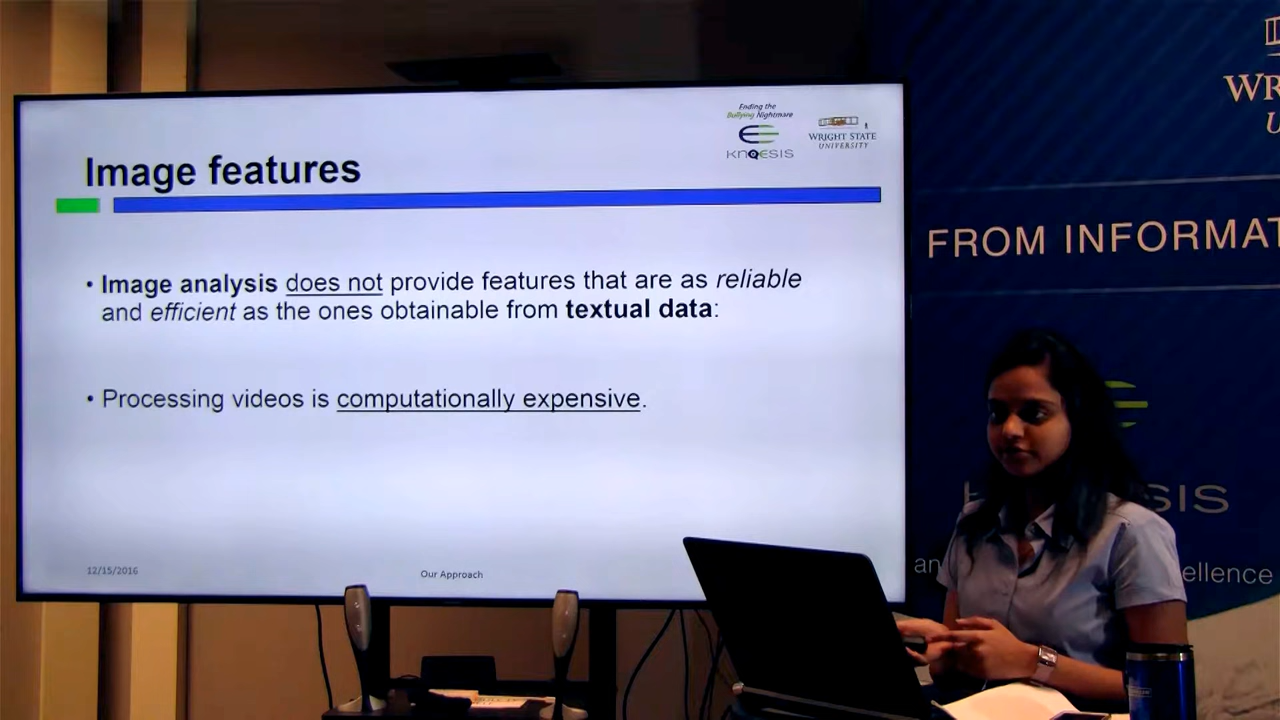 Ending the
Bullying Nightmare
KNOESIS
WRIGHT STATE
UNIVERSITY
Image features
• Image analysis does not provide features that are as reliable
and efficient as the ones obtainable from textual data:
• Processing videos is computationally expensive.
12/15/2016
Our Approach
WR
U
FROM INFORMAT
K SIS
an ellence